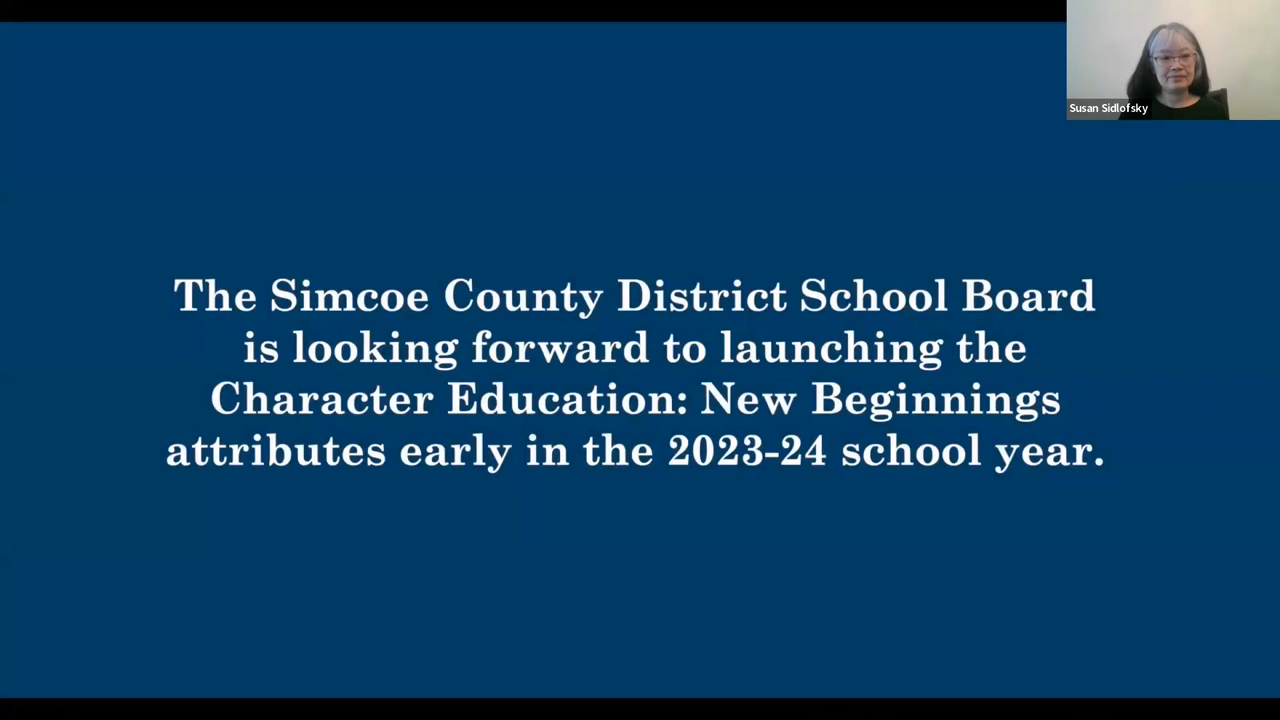 Susan Sidlofsky
The Simcoe County District School Board
is looking forward to launching the
Character Education: New Beginnings
attributes early in the 2023-24 school year.